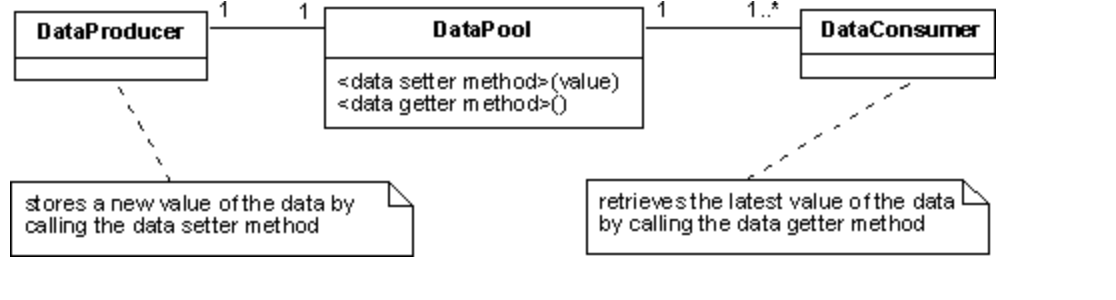 1 1 1 1..*
DataProducer DataPool DataConsumer
<data setter method>(value)
<data getter method>()
stores a new value of the data by
calling the data setter method
retrieves the latest value of the data
by calling the data getter method